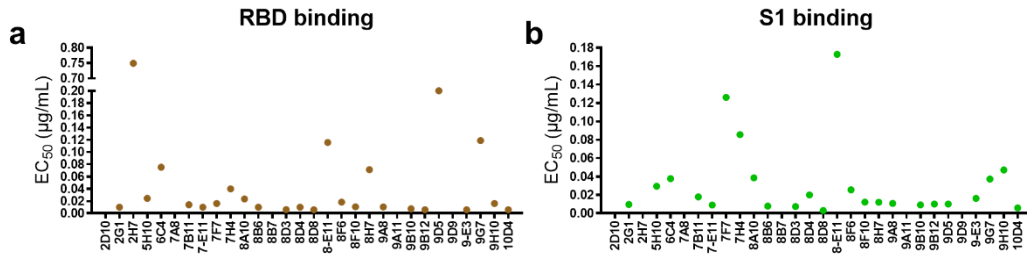 RBD binding
a
EC50 (µg/mL)
0.80
0.75
0.70
0.20
0.16
0.12
0.08
0.06
0.04
0.02
0.00
2D10 2G1 2H7 5H10 6C4 7A8 7B11 7-E11 7F7 7H4 8A10 8B6 8B7 8D3 8D4 8D8 8-E11 8F6 8F10 8H7 9A8 9A11 9B10 9B12 9D5 9D9 9-E3 9G7 9H10 10D4
S1 binding
b
EC50 (µg/mL)
0.18
0.16
0.14
0.12
0.10
0.08
0.06
0.04
0.02
0.00
2D10 2G1 2H7 5H10 6C4 7A8 7B11 7-E11 7F7 7H4 8A10 8B6 8B7 8D3 8D4 8D8 8-E11 8F6 8F10 8H7 9A8 9A11 9B10 9B12 9D5 9D9 9-E3 9G7 9H10 10D4